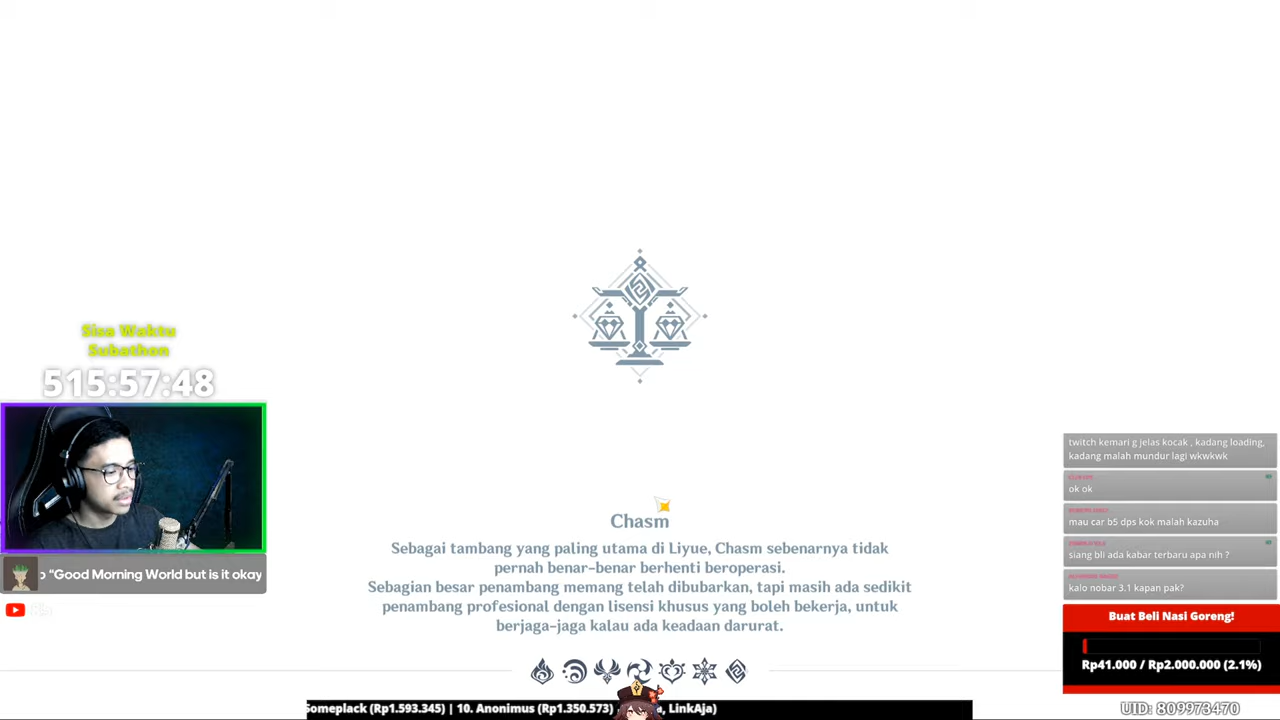 Sisa Waktu
Subathon
515:57:48
"Good Morning World but is it okay
Chasm
Sebagai tambang yang paling utama di Liyue, Chasm sebenarnya tidak
pernah benar-benar berhenti beroperasi.
Sebagian besar penambang memang telah dibubarkan, tapi masih ada sedikit
penambang profesional dengan lisensi khusus yang boleh bekerja, untuk
berjaga-jaga kalau ada keadaan darurat.
twitch kemari g jelas kocak , kadang loading,
kadang malah mundur lagi wkwkwk
ok ok
mau car b5 dps kok malah kazuha
siang bli ada kabar terbaru apa nih ?
kalo nobar 3.1 kapan pak?
Buat Beli Nasi Goreng!
Rp41.000 / Rp2.000.000 (2.1%)
Someplack (Rp1.593.345) | 10. Anonimus (Rp1.350.573)
, LinkAja)
UID: 809973470